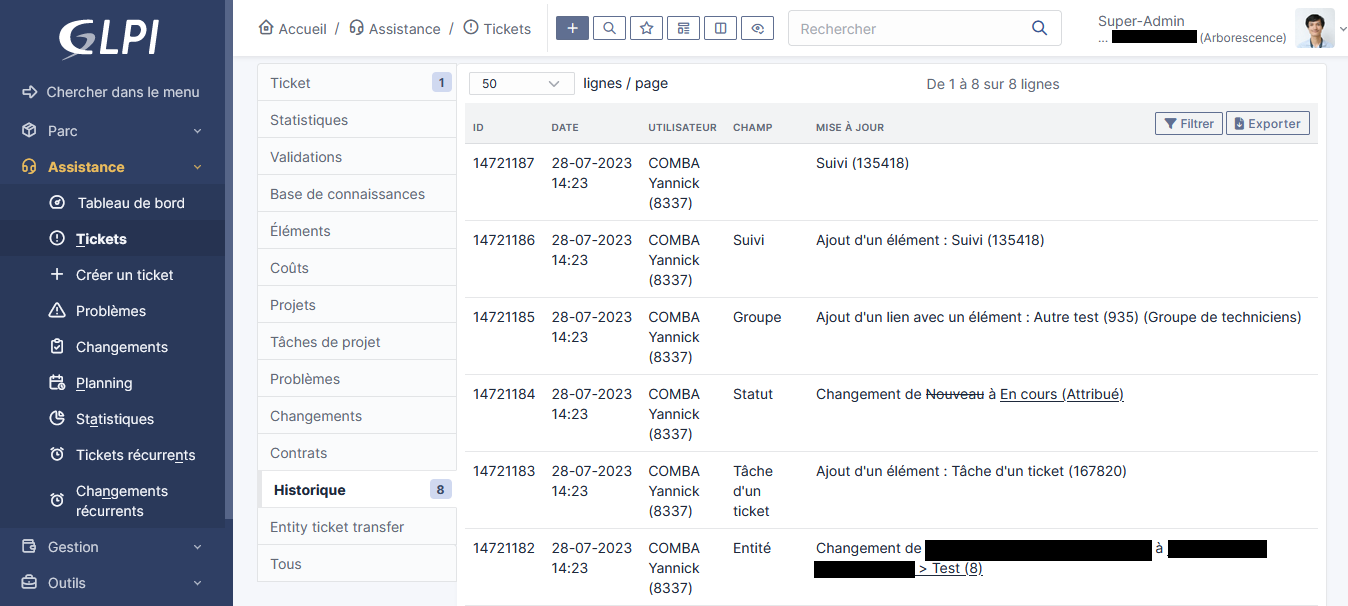 GLPI
Chercher dans le menu
Parc
Assistance
Tableau de bord
Tickets
Créer un ticket
Problèmes
Changements
Planning
Statistiques
Tickets récurrents
Changements
récurrents
Gestion
Outils
Accueil / Assistance / Tickets
Rechercher
Super-Admin
... (Arborescence)
Ticket 1
Statistiques
Validations
Base de connaissances
Éléments
Coûts
Projets
Tâches de projet
Problèmes
Changements
Contrats
Historique 8
Entity ticket transfer
Tous
50 lignes / page De 1 à 8 sur 8 lignes
ID DATE UTILISATEUR CHAMP MISE À JOUR Filtrer Exporter
14721187 28-07-2023 COMBA Suivi (135418)
14:23 Yannick
(8337)
14721186 28-07-2023 COMBA Suivi Ajout d'un élément : Suivi (135418)
14:23 Yannick
(8337)
14721185 28-07-2023 COMBA Groupe Ajout d'un lien avec un élément : Autre test (935) (Groupe de techniciens)
14:23 Yannick
(8337)
14721184 28-07-2023 COMBA Statut Changement de Nouveau à En cours (Attribué)
14:23 Yannick
(8337)
14721183 28-07-2023 COMBA Tâche Ajout d'un élément : Tâche d'un ticket (167820)
14:23 Yannick d'un
(8337) ticket
14721182 28-07-2023 COMBA Entité Changement de à
14:23 Yannick > Test (8)
(8337)